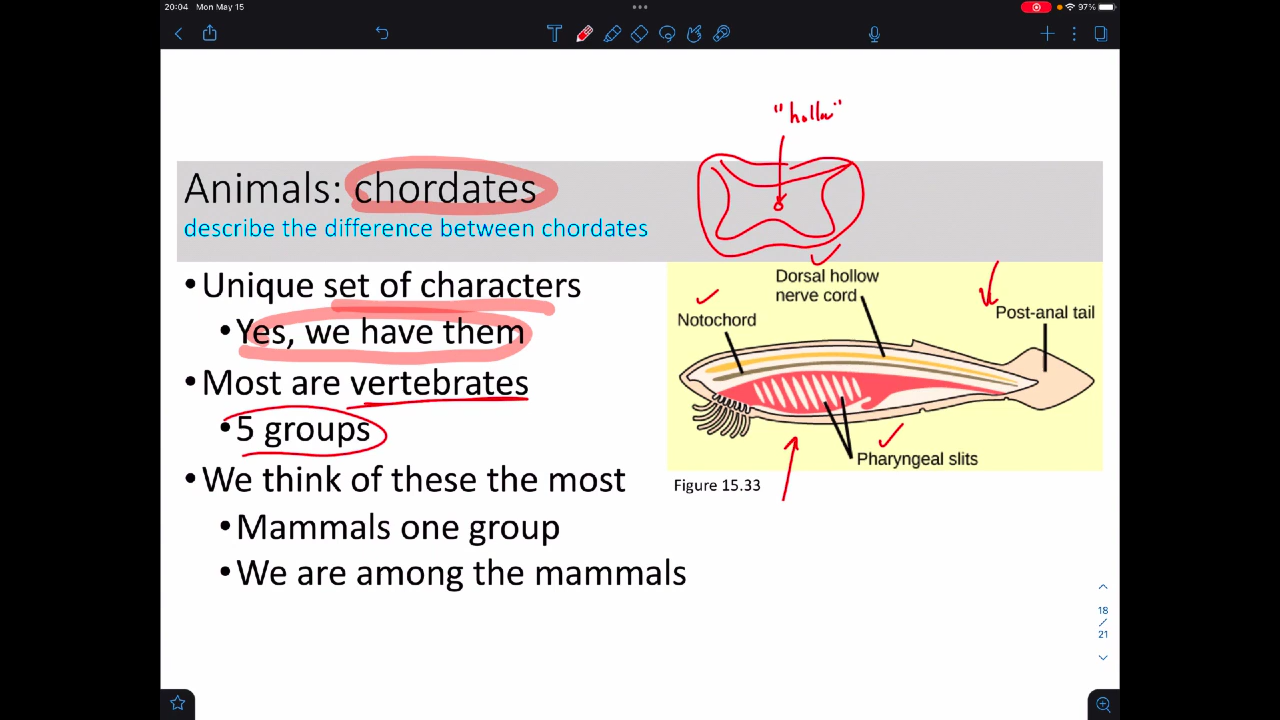 20:04 Mon May 15
97%
"hollow"
Animals: chordates
describe the difference between chordates
•Unique set of characters
•Yes, we have them
•Most are vertebrates
•5 groups
•We think of these the most
•Mammals one group
•We are among the mammals
Dorsal hollow
nerve cord
Notochord
Post-anal tail
Pharyngeal slits
Figure 15.33
18
/
21